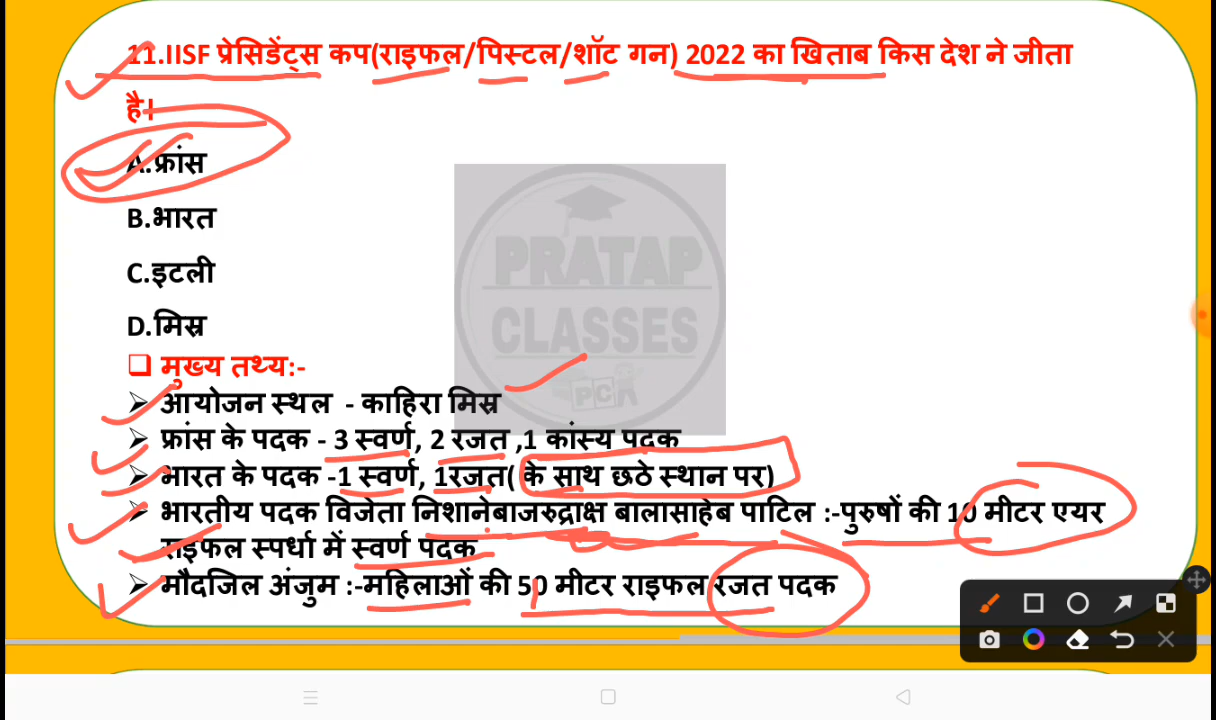 11.IISF प्रेसिडेंट्स कप(राइफल/पिस्टल/शॉट गन) 2022 का खिताब किस देश ने जीता
है।
A.फ्रांस
B.भारत
C.इटली
D.मिस्र
मुख्य तथ्य:-
आयोजन स्थल - काहिरा मिस्र
फ्रांस के पदक - 3 स्वर्ण, 2 रजत ,1 कांस्य पदक
भारत के पदक -1 स्वर्ण, 1रजत( के साथ छठे स्थान पर)
भारतीय पदक विजेता निशानेबाजरुद्राक्ष बालासाहेब पाटिल :-पुरुषों की 10 मीटर एयर
राइफल स्पर्धा में स्वर्ण पदक
मौदजिल अंजुम :-महिलाओं की 50 मीटर राइफल रजत पदक
PRATAP
CLASSES
PC